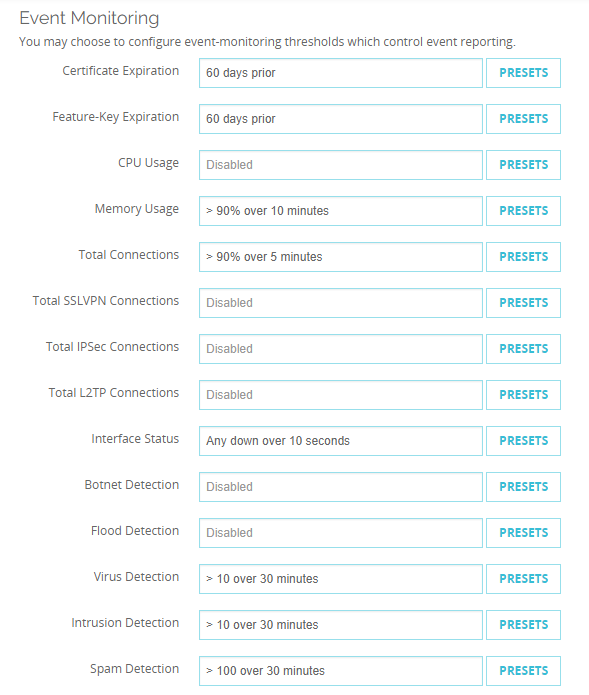 Event Monitoring
You may choose to configure event-monitoring thresholds which control event reporting.
Certificate Expiration 60 days prior PRESETS
Feature-Key Expiration 60 days prior PRESETS
CPU Usage Disabled PRESETS
Memory Usage > 90% over 10 minutes PRESETS
Total Connections > 90% over 5 minutes PRESETS
Total SSLVPN Connections Disabled PRESETS
Total IPSec Connections Disabled PRESETS
Total L2TP Connections Disabled PRESETS
Interface Status Any down over 10 seconds PRESETS
Botnet Detection Disabled PRESETS
Flood Detection Disabled PRESETS
Virus Detection > 10 over 30 minutes PRESETS
Intrusion Detection > 10 over 30 minutes PRESETS
Spam Detection > 100 over 30 minutes PRESETS